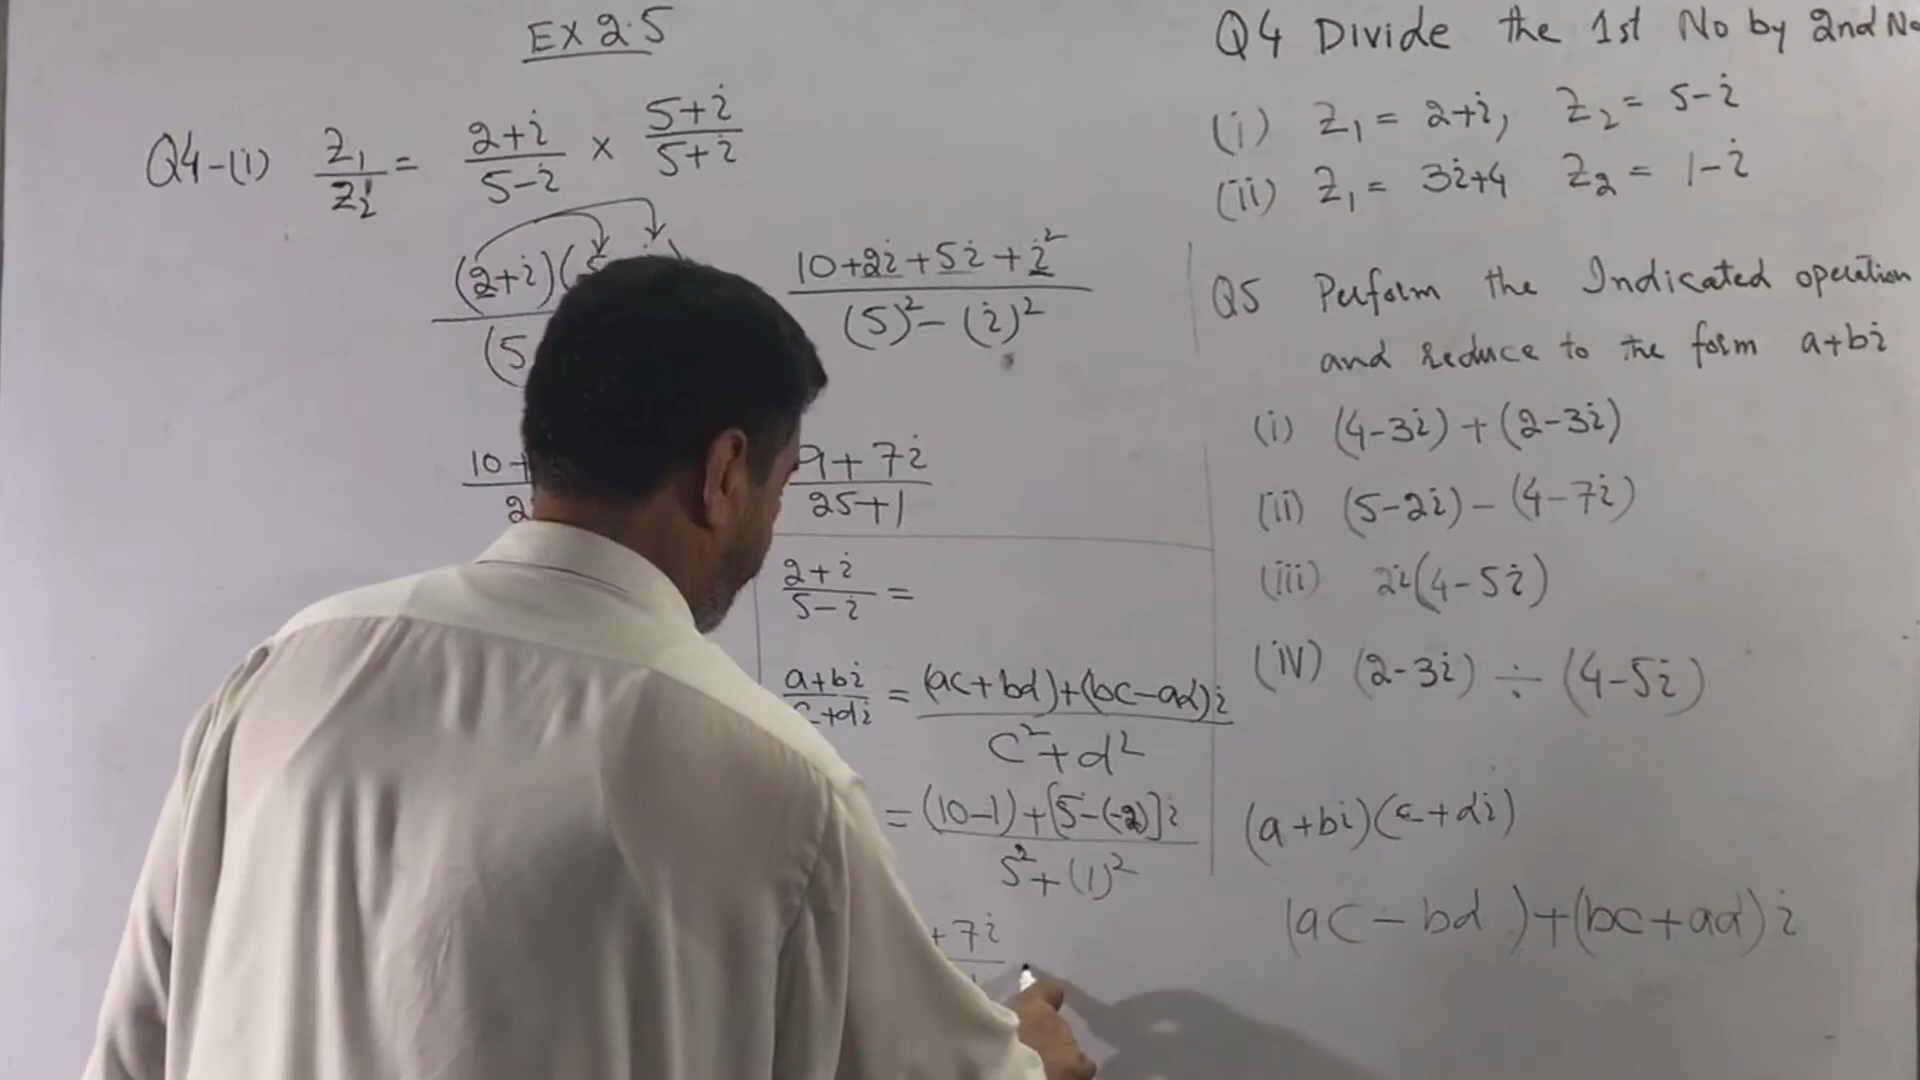 EX 2.5
Q4-(i) Z₁/Z₂ = 2+i/5-i × 5+i/5+i
(2+i)(
(5
10+2i+5i+i²/(5)²-(i)²
10+
2
9+7i/25+1
2+i/5-i =
a+bi/c+di = (ac+bd)+(bc-ad)i/c²+d²
= (10-1)+[5-(-2)]i/5²+(1)²
+7i
Q4 Divide the 1st No by 2nd No
(i) Z₁ = 2+i, Z₂ = 5-i
(ii) Z₁ = 3i+4 Z₂ = 1-i
Q5 Perform the Indicated operation
and reduce to the form a+bi
(i) (4-3i)+(2-3i)
(ii) (5-2i)-(4-7i)
(iii) 2i(4-5i)
(iv) (2-3i) ÷ (4-5i)
(a+bi)(c+di)
(ac-bd)+(bc+ad)i